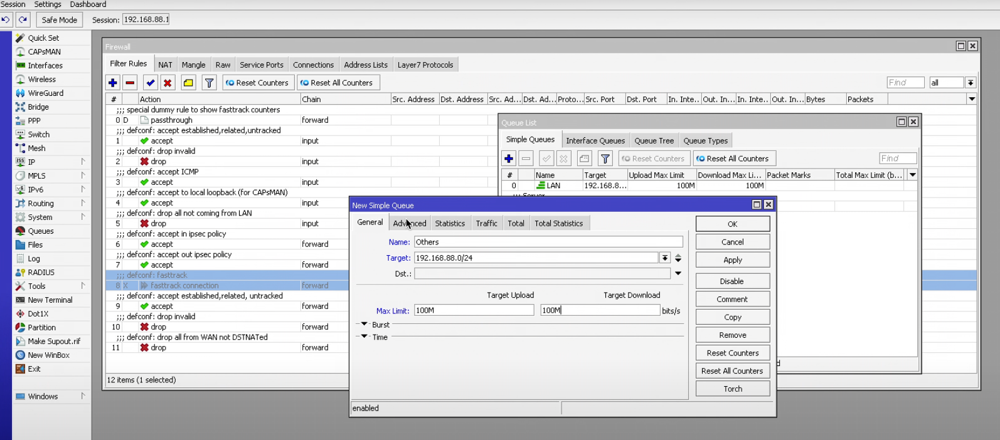 Session Settings Dashboard
Safe Mode Session: 192.168.88.1
Quick Set
CAPsMAN
Interfaces
Wireless
WireGuard
Bridge
PPP
Switch
Mesh
IP
MPLS
IPv6
Routing
System
Queues
Files
Log
RADIUS
Tools
New Terminal
Dot1X
Partition
Make Supout.rif
New WinBox
Exit
Windows
Firewall
Filter Rules NAT Mangle Raw Service Ports Connections Address Lists Layer7 Protocols
Reset Counters Reset All Counters Find all
# Action Chain Src. Address Dst. Address Src. Ad... Dst. Ad... Proto... Src. Port Dst. Port In. Inte... Out. In... In. Inte... Out. In... Bytes Packets
;;; special dummy rule to show fasttrack counters
0 D passthrough forward
;;; defconf: accept established,related,untracked
1 accept input
;;; defconf: drop invalid
2 drop input
;;; defconf: accept ICMP
3 accept input
;;; defconf: accept to local loopback (for CAPsMAN)
4 accept input
;;; defconf: drop all not coming from LAN
5 drop input
;;; defconf: accept in ipsec policy
6 accept forward
;;; defconf: accept out ipsec policy
7 accept forward
;;; defconf: fasttrack
8 X fasttrack connection forward
;;; defconf: accept established,related, untracked
9 accept forward
;;; defconf: drop invalid
10 drop forward
;;; defconf: drop all from WAN not DSTNATed
11 drop forward
12 items (1 selected)
Queue List
Simple Queues Interface Queues Queue Tree Queue Types
Reset Counters Reset All Counters Find
# Name Target Upload Max Limit Download Max Li... Packet Marks Total Max Limit (b...
0 LAN 192.168.8... 100M 100M
;;; Server
New Simple Queue
General Advanced Statistics Traffic Total Total Statistics
Name: Others
Target: 192.168.88.0/24
Dst.:
Target Upload Target Download
Max Limit: 100M 100M bits/s
Burst
Time
OK
Cancel
Apply
Disable
Comment
Copy
Remove
Reset Counters
Reset All Counters
Torch
enabled